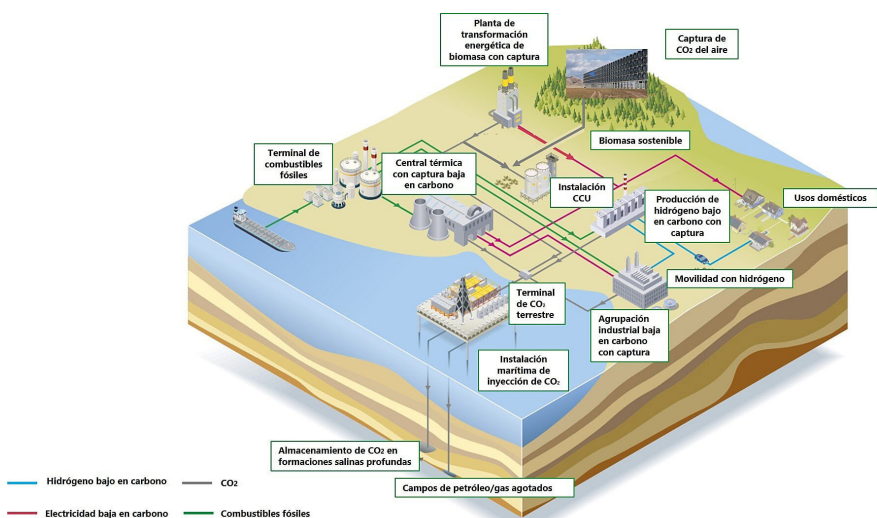 Planta de
transformación
energética de
biomasa con captura
Captura de
CO₂ del aire
Terminal de
combustibles
fósiles
Central térmica
con captura baja
en carbono
Biomasa sostenible
Instalación
CCU
Producción de
hidrógeno bajo
en carbono con
captura
Usos domésticos
Movilidad con hidrógeno
Terminal
de CO₂
terrestre
Agrupación
industrial baja
en carbono
con captura
Instalación
marítima de
inyección de CO₂
Almacenamiento de CO₂ en
formaciones salinas profundas
Campos de petróleo/gas agotados
Hidrógeno bajo en carbono
CO₂
Electricidad baja en carbono
Combustibles fósiles